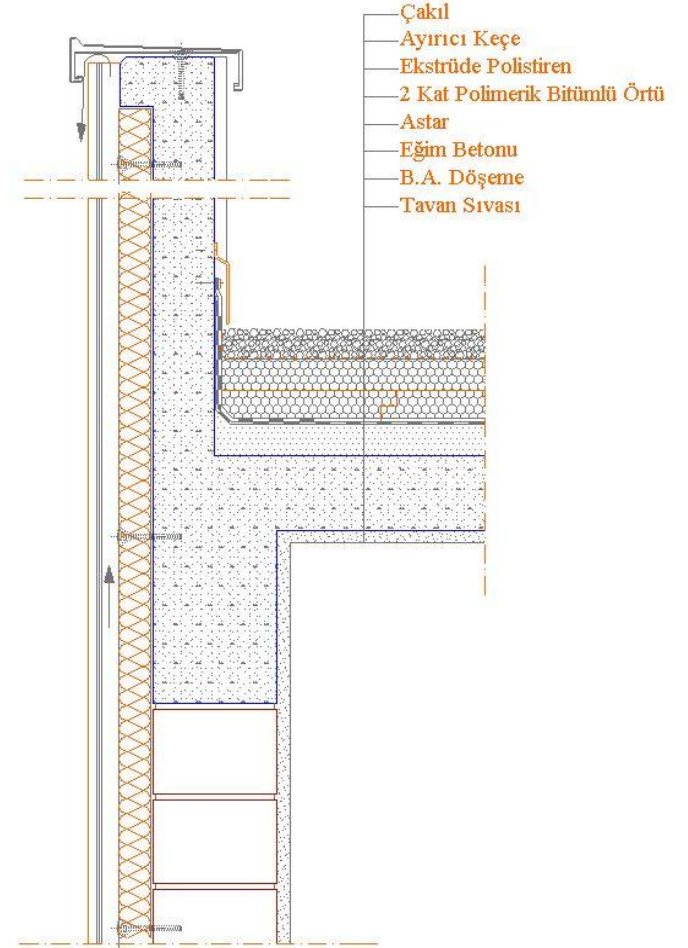 Çakıl
Ayırıcı Keçe
Ekstrüde Polistiren
2 Kat Polimerik Bitümlü Örtü
Astar
Eğim Betonu
B.A. Döşeme
Tavan Sıvası